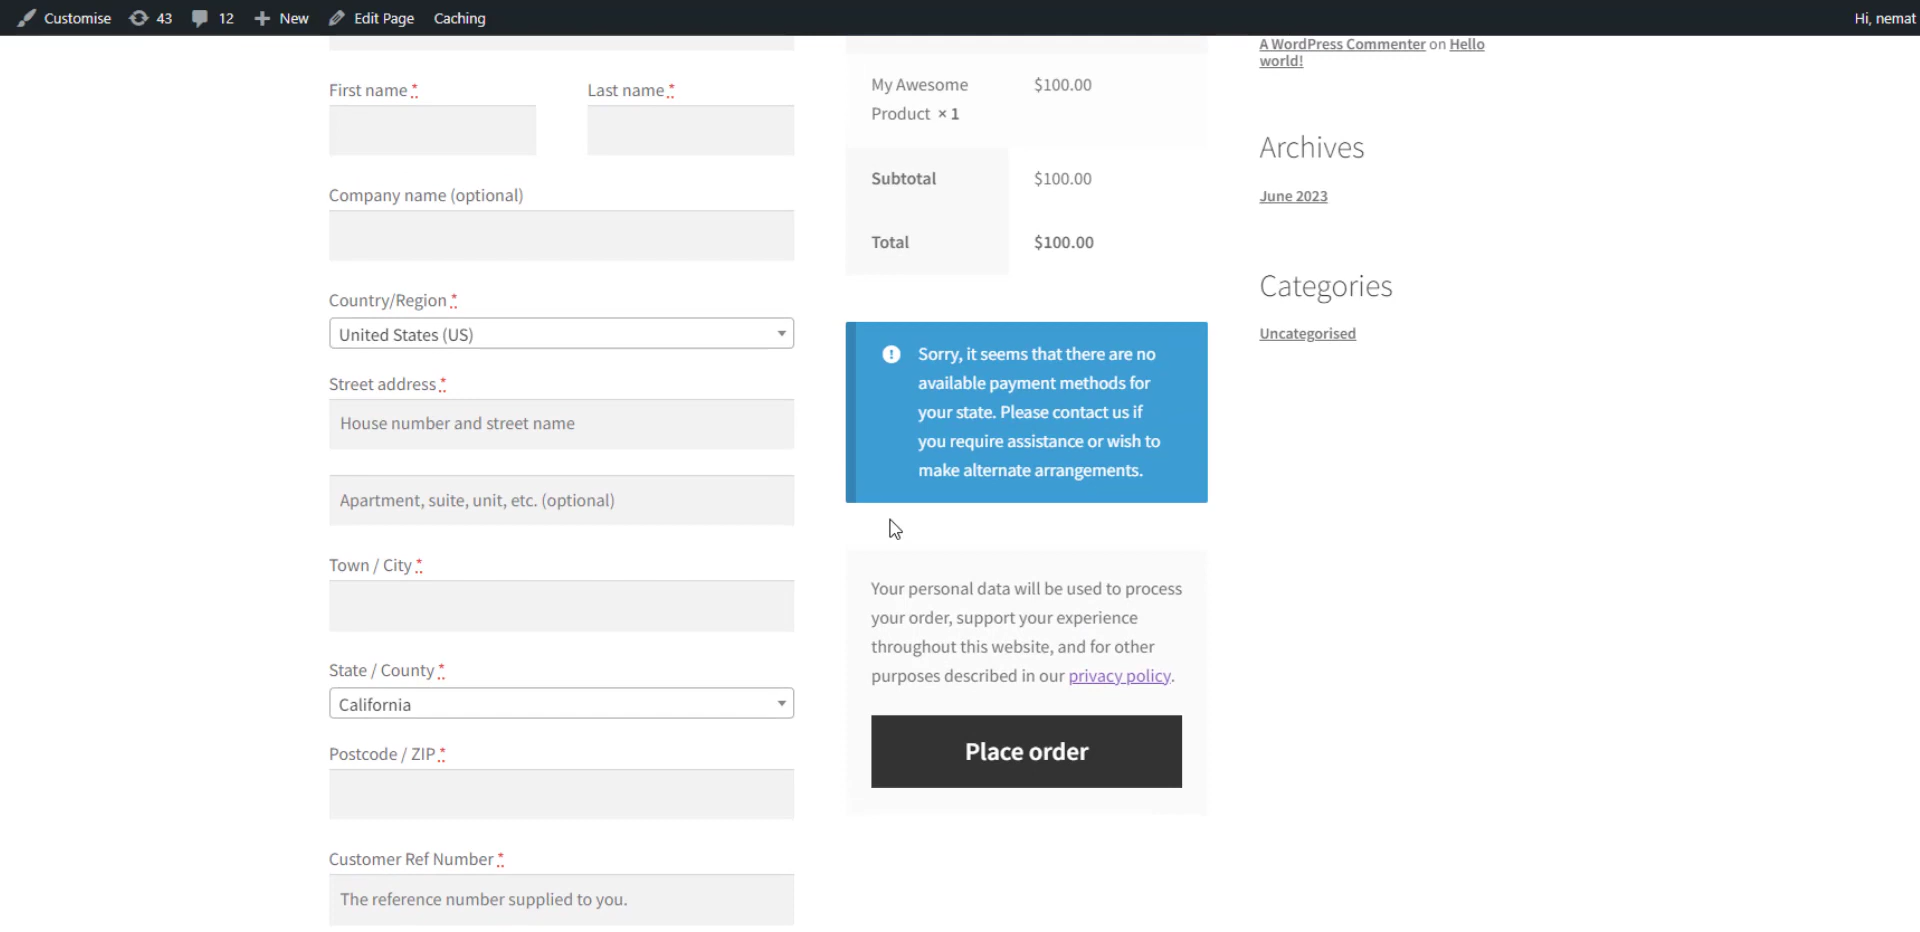 Customise 43 12 New Edit Page Caching Hi, nemat
First name *
Last name *
Company name (optional)
Country/Region *
United States (US)
Street address *
House number and street name
Apartment, suite, unit, etc. (optional)
Town / City *
State / County *
California
Postcode / ZIP *
Customer Ref Number *
The reference number supplied to you.
My Awesome $100.00
Product × 1
Subtotal $100.00
Total $100.00
Sorry, it seems that there are no
available payment methods for
your state. Please contact us if
you require assistance or wish to
make alternate arrangements.
Your personal data will be used to process
your order, support your experience
throughout this website, and for other
purposes described in our privacy policy.
Place order
A WordPress Commenter on Hello
world!
Archives
June 2023
Categories
Uncategorised